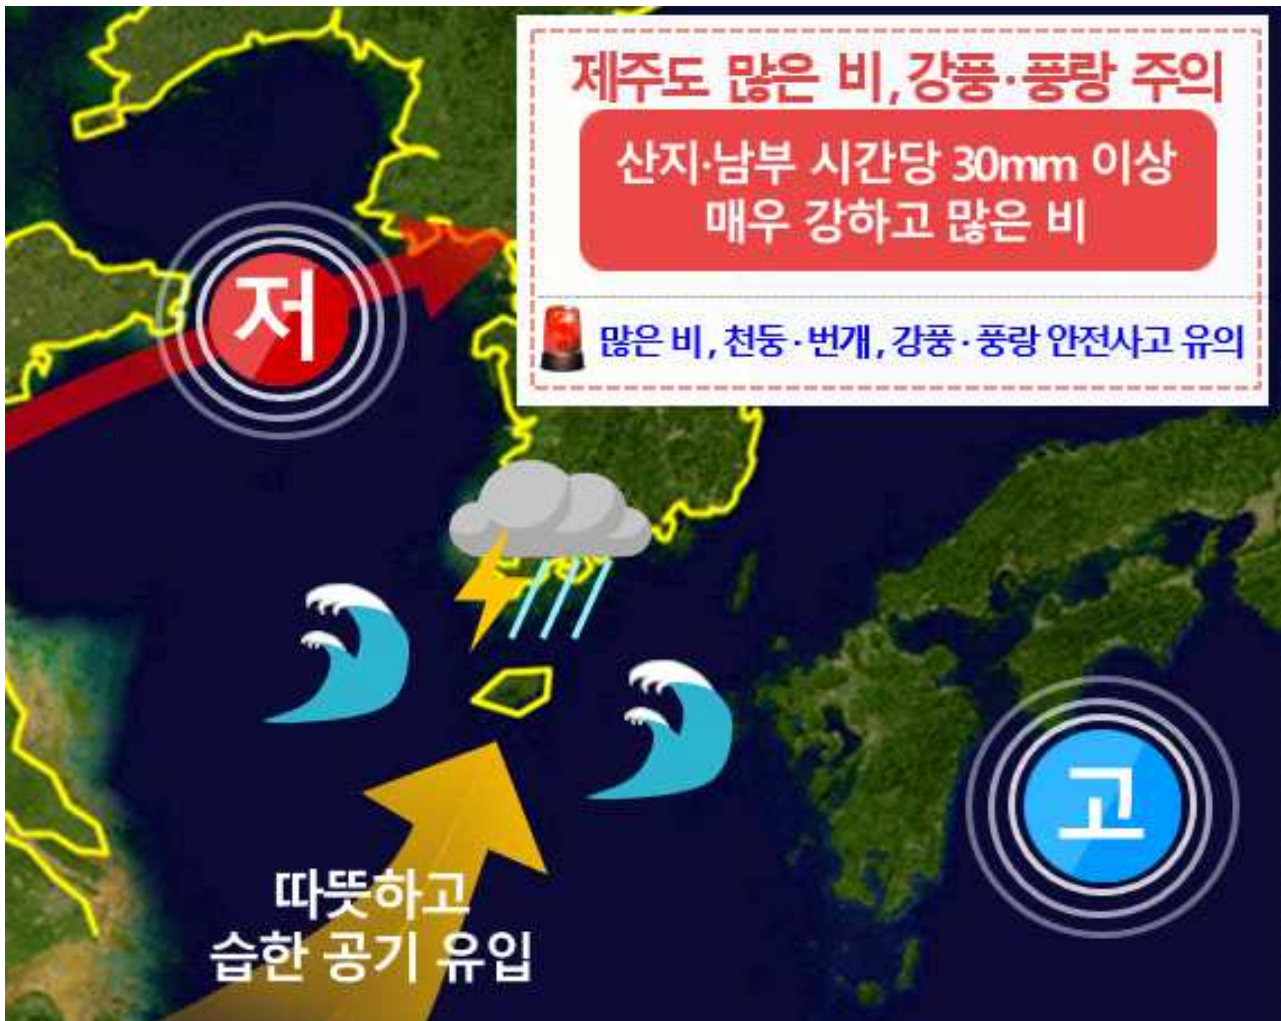 제주도 많은 비, 강풍·풍랑 주의
산지·남부 시간당 30mm 이상
매우 강하고 많은 비
많은 비, 천둥·번개, 강풍·풍랑 안전사고 유의
저
고
따뜻하고
습한 공기 유입